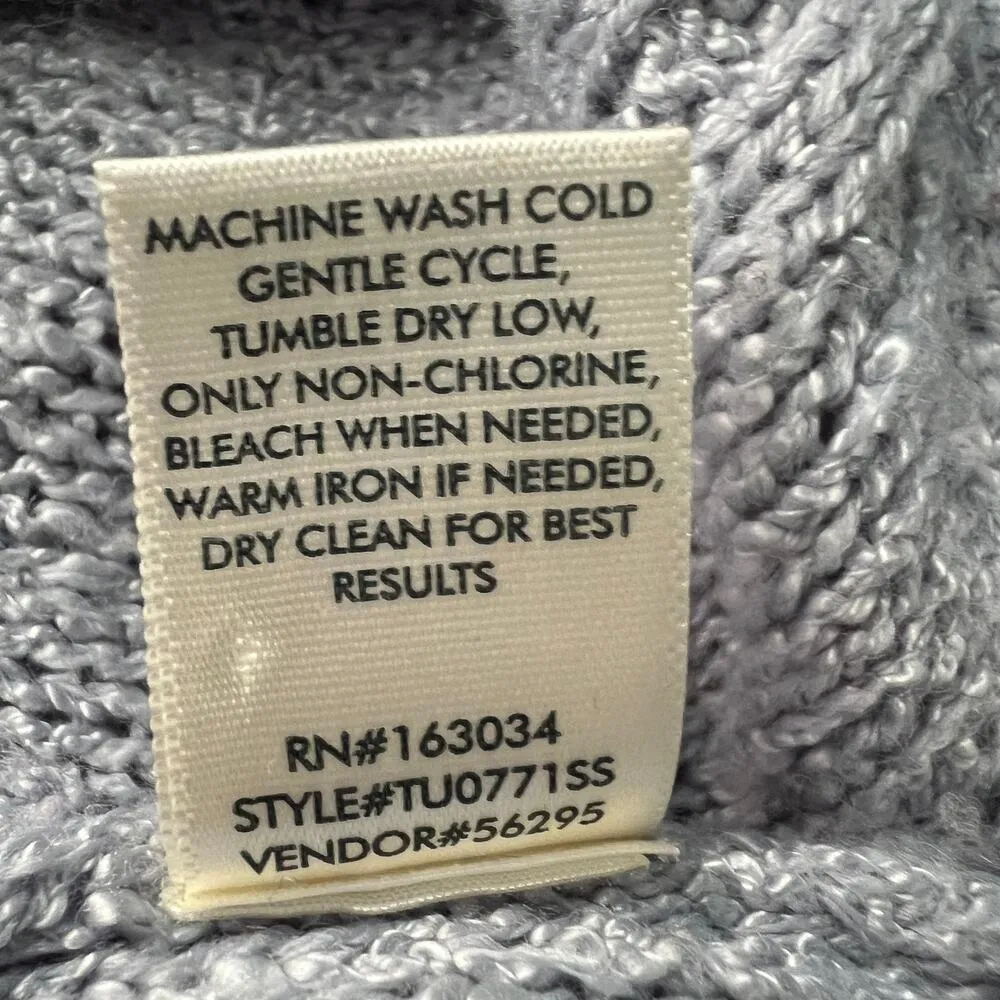 MACHINE WASH COLD
GENTLE CYCLE,
TUMBLE DRY LOW,
ONLY NON-CHLORINE,
BLEACH WHEN NEEDED,
WARM IRON IF NEEDED,
DRY CLEAN FOR BEST
RESULTS
RN#163034
STYLE#TU0771SS
VENDOR#56295